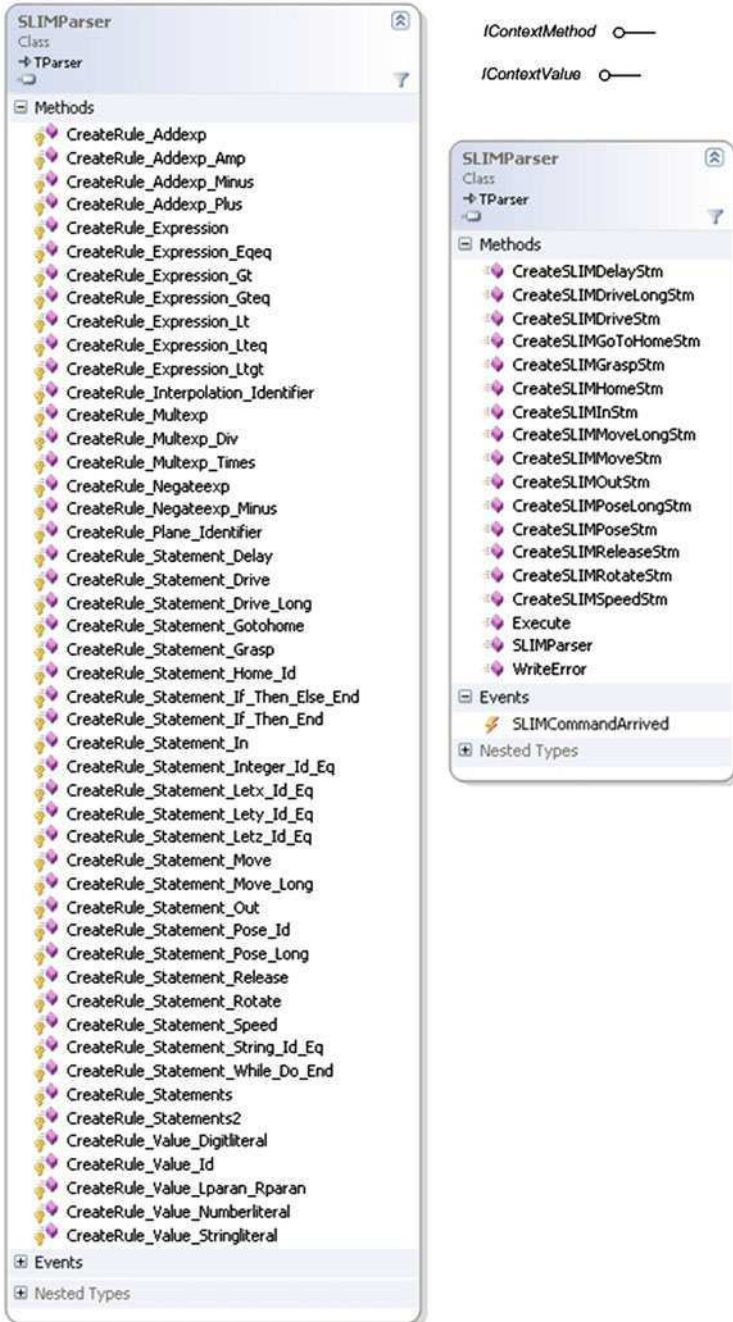 SLIMParser
Class
TParser
Methods
CreateRule_Addexp
CreateRule_Addexp_Amp
CreateRule_Addexp_Minus
CreateRule_Addexp_Plus
CreateRule_Expression
CreateRule_Expression_Eqeq
CreateRule_Expression_Gt
CreateRule_Expression_Gteq
CreateRule_Expression_Lt
CreateRule_Expression_Lteq
CreateRule_Expression_Ltgt
CreateRule_Interpolation_Identifier
CreateRule_Multexp
CreateRule_Multexp_Div
CreateRule_Multexp_Times
CreateRule_Negateexp
CreateRule_Negateexp_Minus
CreateRule_Plane_Identifier
CreateRule_Statement_Delay
CreateRule_Statement_Drive
CreateRule_Statement_Drive_Long
CreateRule_Statement_Gotohome
CreateRule_Statement_Grasp
CreateRule_Statement_Home_Id
CreateRule_Statement_If_Then_Else_End
CreateRule_Statement_If_Then_End
CreateRule_Statement_In
CreateRule_Statement_Integer_Id_Eq
CreateRule_Statement_Letx_Id_Eq
CreateRule_Statement_Lety_Id_Eq
CreateRule_Statement_Letz_Id_Eq
CreateRule_Statement_Move
CreateRule_Statement_Move_Long
CreateRule_Statement_Out
CreateRule_Statement_Pose_Id
CreateRule_Statement_Pose_Long
CreateRule_Statement_Release
CreateRule_Statement_Rotate
CreateRule_Statement_Speed
CreateRule_Statement_String_Id_Eq
CreateRule_Statement_While_Do_End
CreateRule_Statements
CreateRule_Statements2
CreateRule_Value_Digitliteral
CreateRule_Value_Id
CreateRule_Value_Lparan_Rparan
CreateRule_Value_Numberliteral
CreateRule_Value_Stringliteral
Events
Nested Types
IContextMethod
IContextValue
SLIMParser
Class
TParser
Methods
CreateSLIMDelayStm
CreateSLIMDriveLongStm
CreateSLIMDriveStm
CreateSLIMGoToHomeStm
CreateSLIMGraspStm
CreateSLIMHomeStm
CreateSLIMInStm
CreateSLIMMoveLongStm
CreateSLIMMoveStm
CreateSLIMOutStm
CreateSLIMPoseLongStm
CreateSLIMPoseStm
CreateSLIMReleaseStm
CreateSLIMRotateStm
CreateSLIMSpeedStm
Execute
SLIMParser
WriteError
Events
SLIMCommandArrived
Nested Types